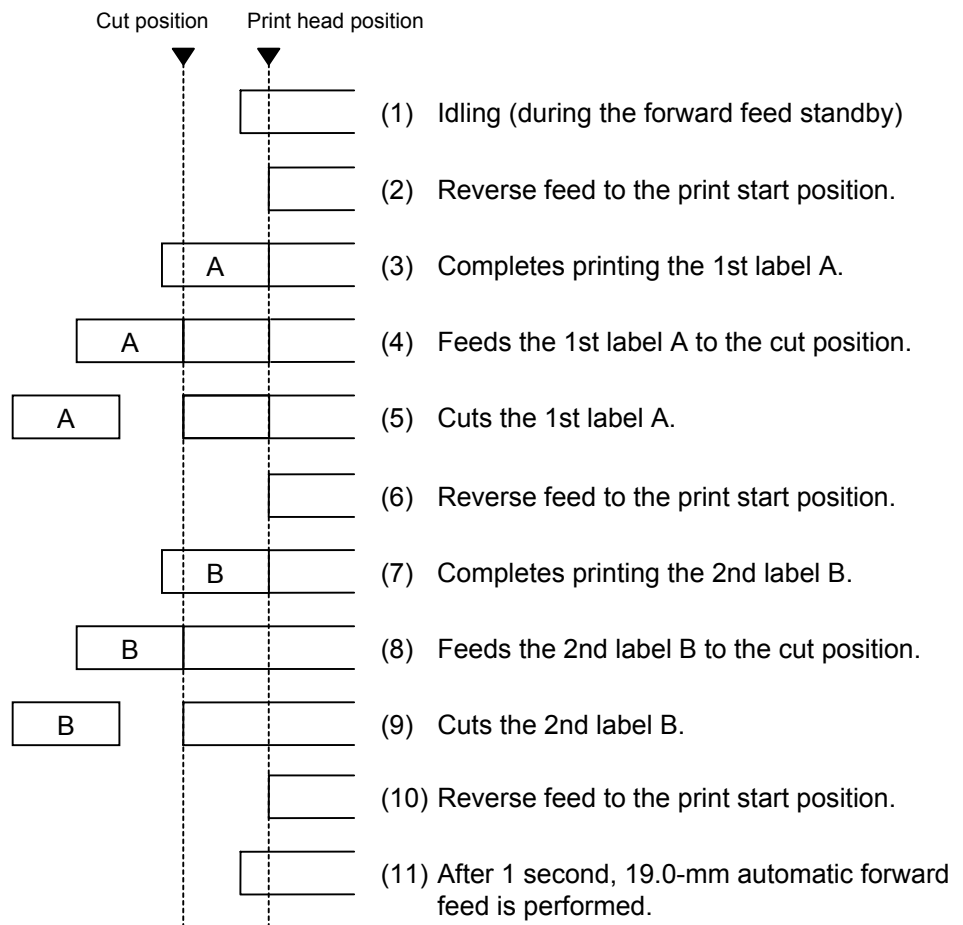 Cut position Print head position
(1) Idling (during the forward feed standby)
(2) Reverse feed to the print start position.
A (3) Completes printing the 1st label A.
A (4) Feeds the 1st label A to the cut position.
A (5) Cuts the 1st label A.
(6) Reverse feed to the print start position.
B (7) Completes printing the 2nd label B.
B (8) Feeds the 2nd label B to the cut position.
B (9) Cuts the 2nd label B.
(10) Reverse feed to the print start position.
(11) After 1 second, 19.0-mm automatic forward
feed is performed.